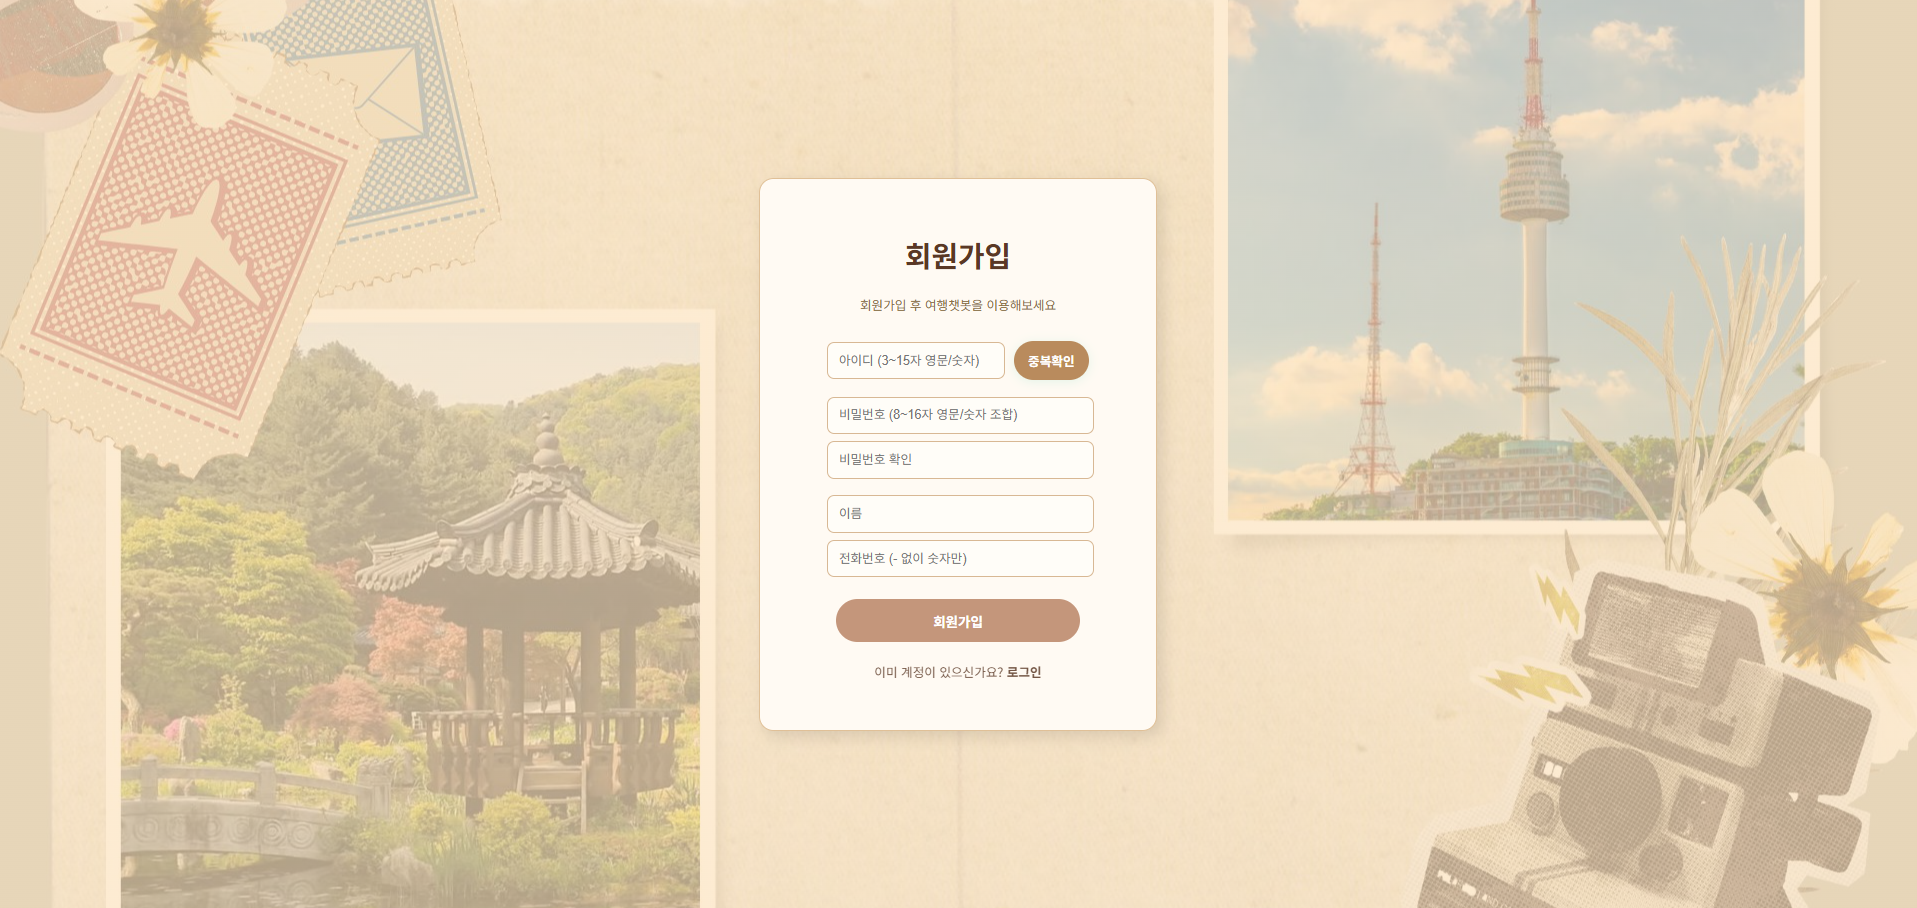 회원가입
회원가입 후 여행챗봇을 이용해보세요
아이디 (3~15자 영문/숫자)
중복확인
비밀번호 (8~16자 영문/숫자 조합)
비밀번호 확인
이름
전화번호 (- 없이 숫자만)
회원가입
이미 계정이 있으신가요? 로그인